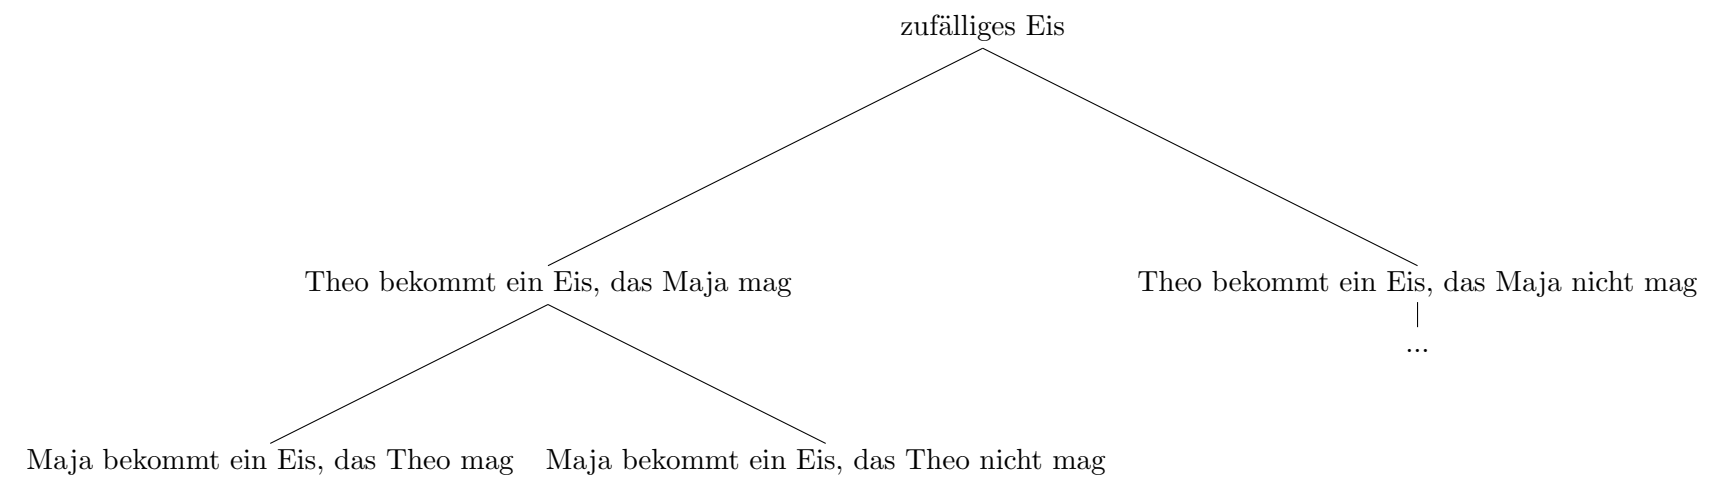 zufälliges Eis
Theo bekommt ein Eis, das Maja mag
Theo bekommt ein Eis, das Maja nicht mag
...
Maja bekommt ein Eis, das Theo mag
Maja bekommt ein Eis, das Theo nicht mag